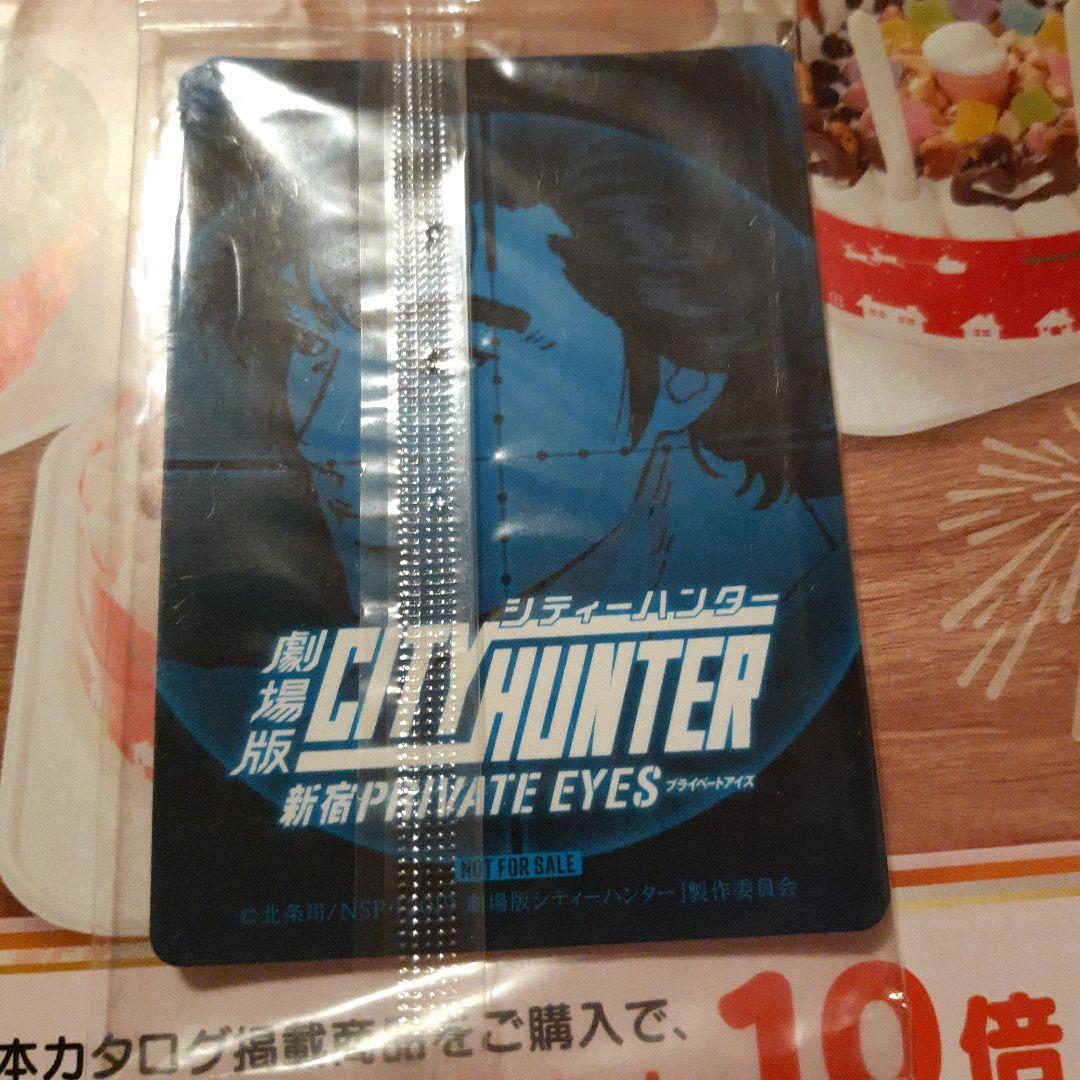 シティーハンター
劇場版
CITY HUNTER
新宿PRIVATE EYES プライベートアイズ
NOT FOR SALE
©北条司/NSP・「2019 劇場版シティーハンター」製作委員会
本カタログ掲載商品をご購入で、
10倍